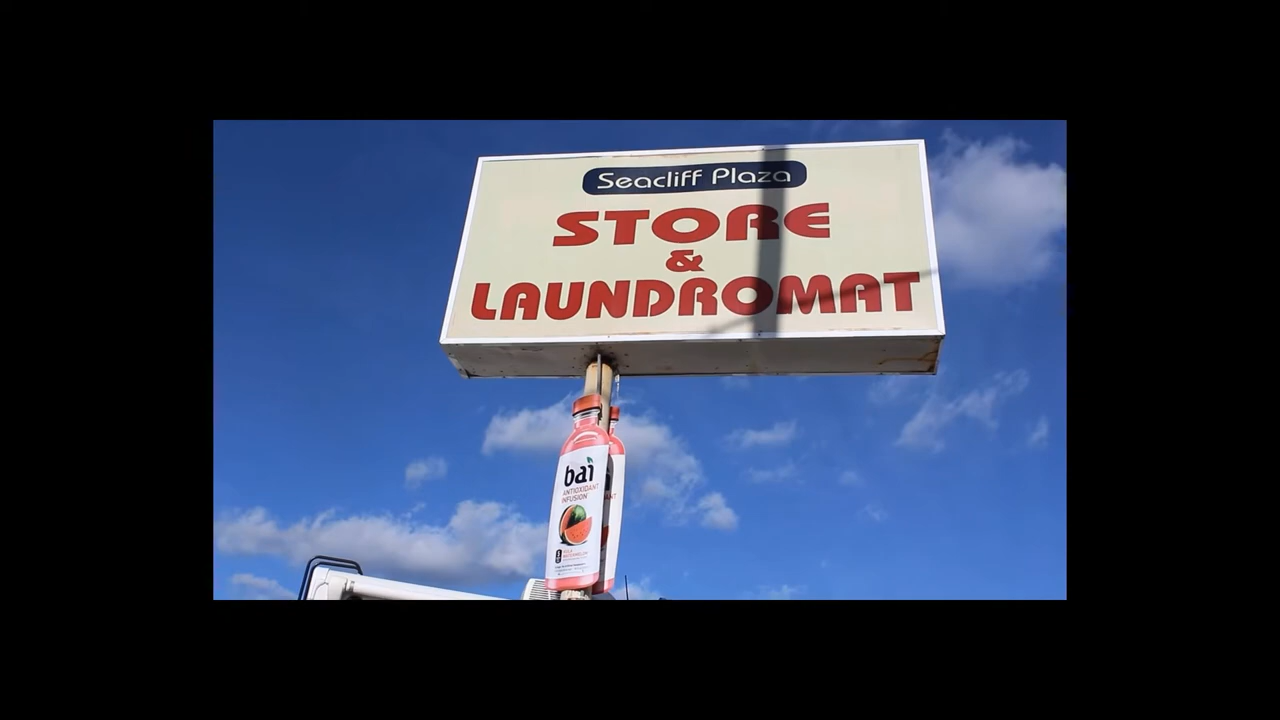 Seacliff Plaza
STORE
&
LAUNDROMAT
bai
ANTIOXIDANT
INFUSION